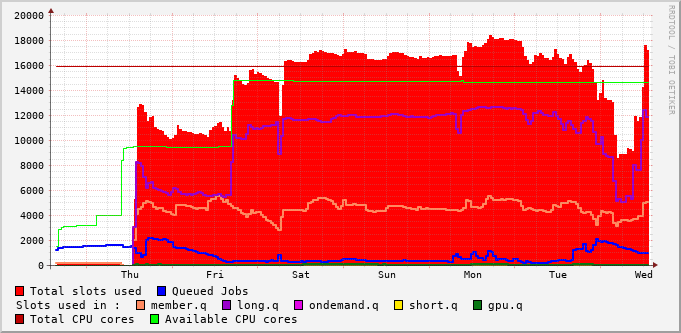 RRDTOOL / TOBI OETIKER
20000
18000
16000
14000
12000
10000
8000
6000
4000
2000
0
Thu Fri Sat Sun Mon Tue Wed
Total slots used Queued Jobs
Slots used in : member.q long.q ondemand.q short.q gpu.q
Total CPU cores Available CPU cores